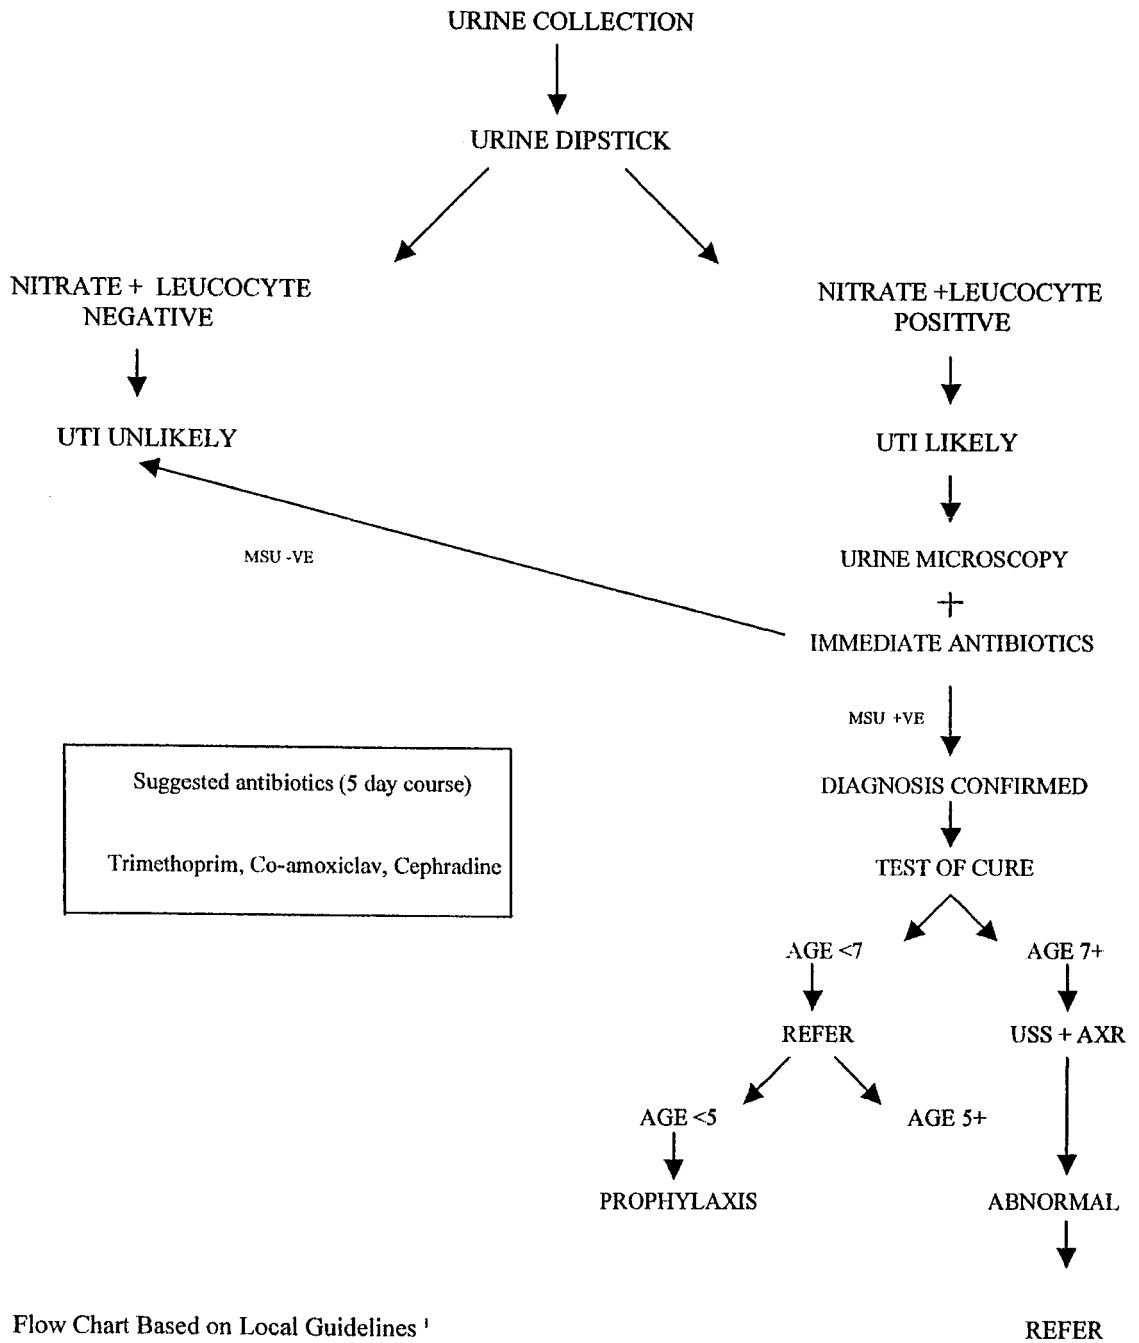 URINE COLLECTION
URINE DIPSTICK
NITRATE + LEUCOCYTE
NEGATIVE
NITRATE +LEUCOCYTE
POSITIVE
UTI UNLIKELY
UTI LIKELY
MSU -VE
URINE MICROSCOPY
+
IMMEDIATE ANTIBIOTICS
MSU +VE
Suggested antibiotics (5 day course)
Trimethoprim, Co-amoxiclav, Cephradine
DIAGNOSIS CONFIRMED
TEST OF CURE
AGE <7
AGE 7+
REFER
USS + AXR
AGE <5
AGE 5+
PROPHYLAXIS
ABNORMAL
Flow Chart Based on Local Guidelines ¹
REFER